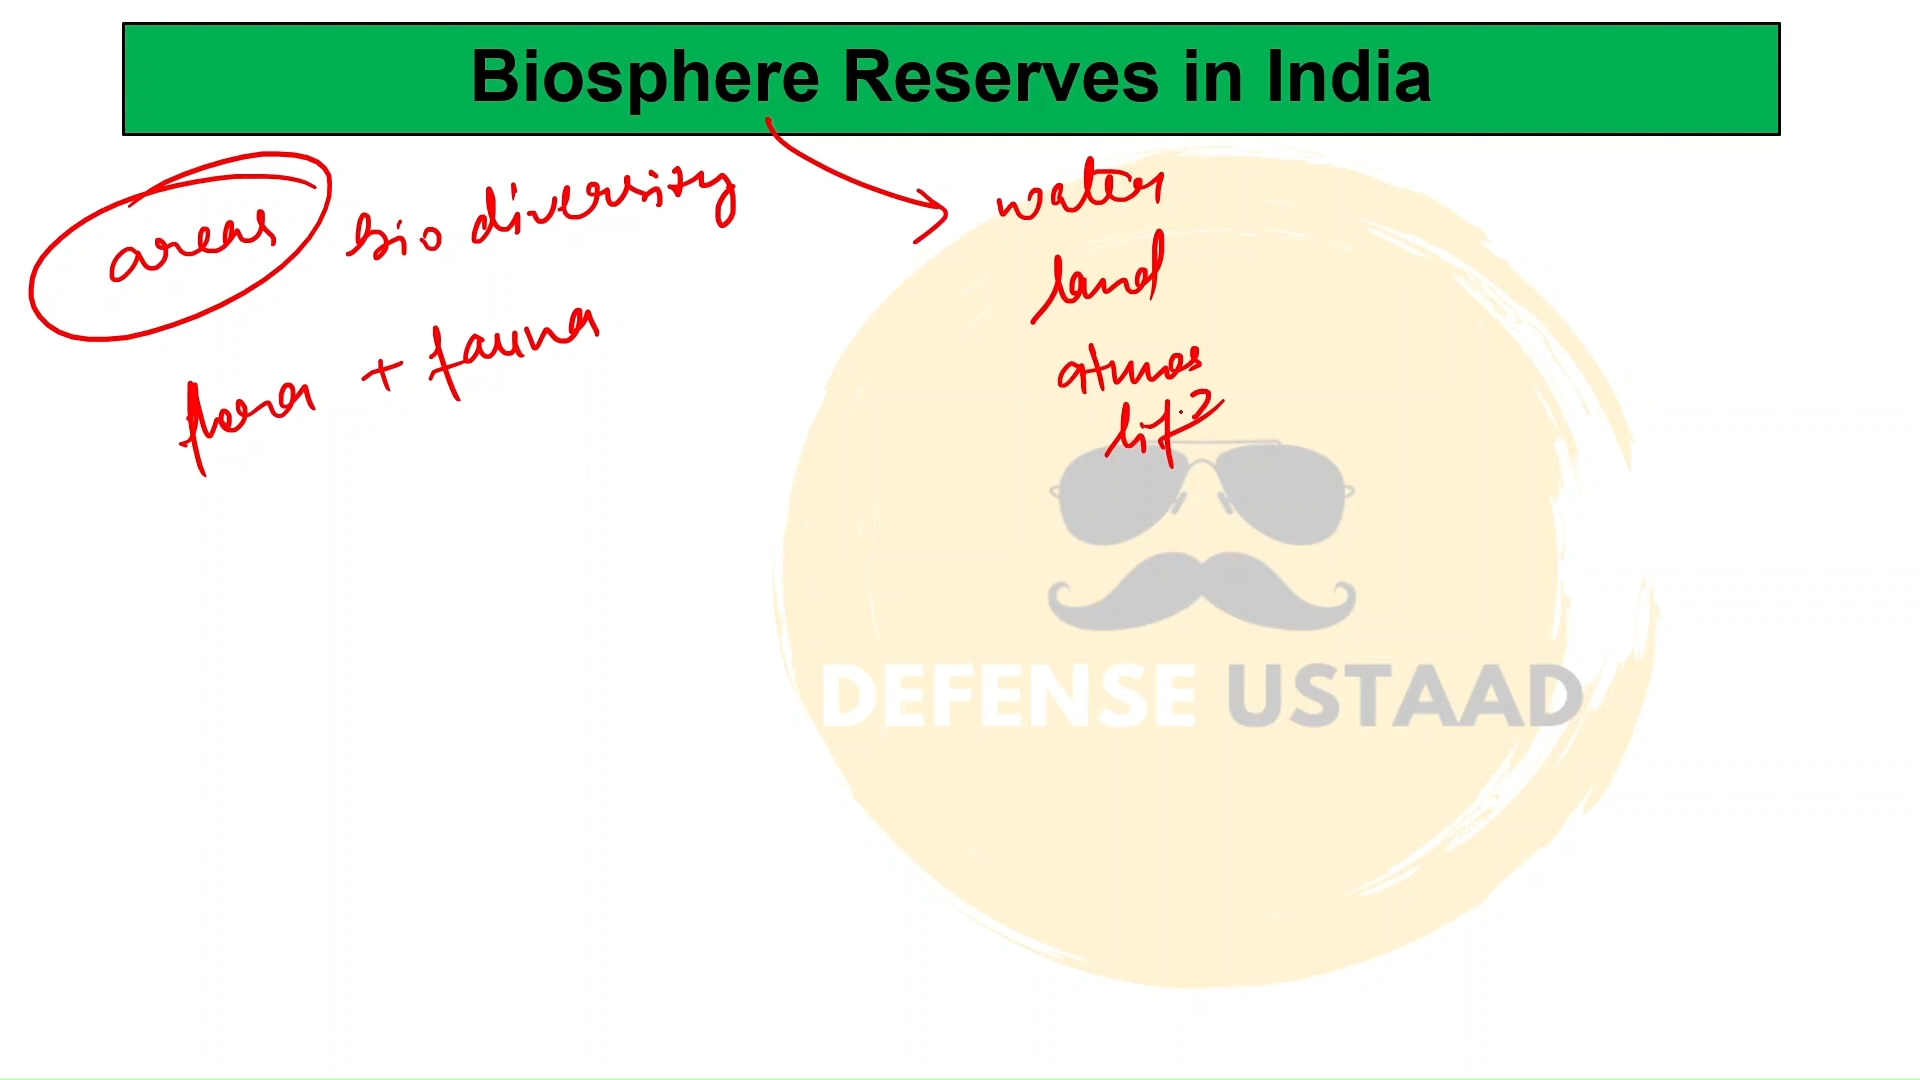 Biosphere Reserves in India
areas bio diversity
flora + fauna
water
land
atmos
life
DEFENSE USTAAD